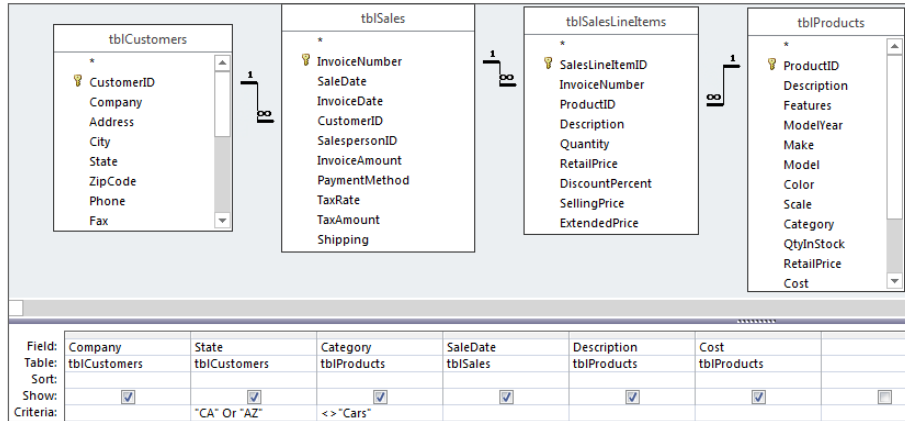 tblCustomers
*
CustomerID
Company
Address
City
State
ZipCode
Phone
Fax
1
∞
tblSales
*
InvoiceNumber
SaleDate
InvoiceDate
CustomerID
SalespersonID
InvoiceAmount
PaymentMethod
TaxRate
TaxAmount
Shipping
1
∞
tblSalesLineItems
*
SalesLineItemID
InvoiceNumber
ProductID
Description
Quantity
RetailPrice
DiscountPercent
SellingPrice
ExtendedPrice
1
∞
tblProducts
*
ProductID
Description
Features
ModelYear
Make
Model
Color
Scale
Category
QtyInStock
RetailPrice
Cost
Field: Company State Category SaleDate Description Cost
Table: tblCustomers tblCustomers tblProducts tblSales tblProducts tblProducts
Sort:
Show:
Criteria: "CA" Or "AZ" <>"Cars"